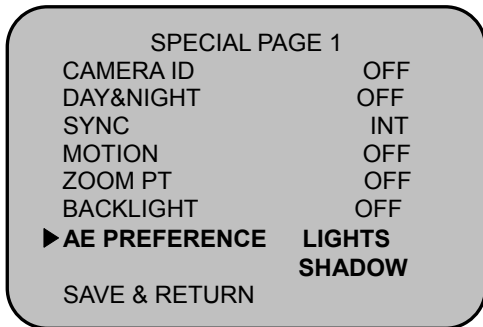 SPECIAL PAGE 1
CAMERA ID OFF
DAY&NIGHT OFF
SYNC INT
MOTION OFF
ZOOM PT OFF
BACKLIGHT OFF
▶AE PREFERENCE LIGHTS
SHADOW
SAVE & RETURN